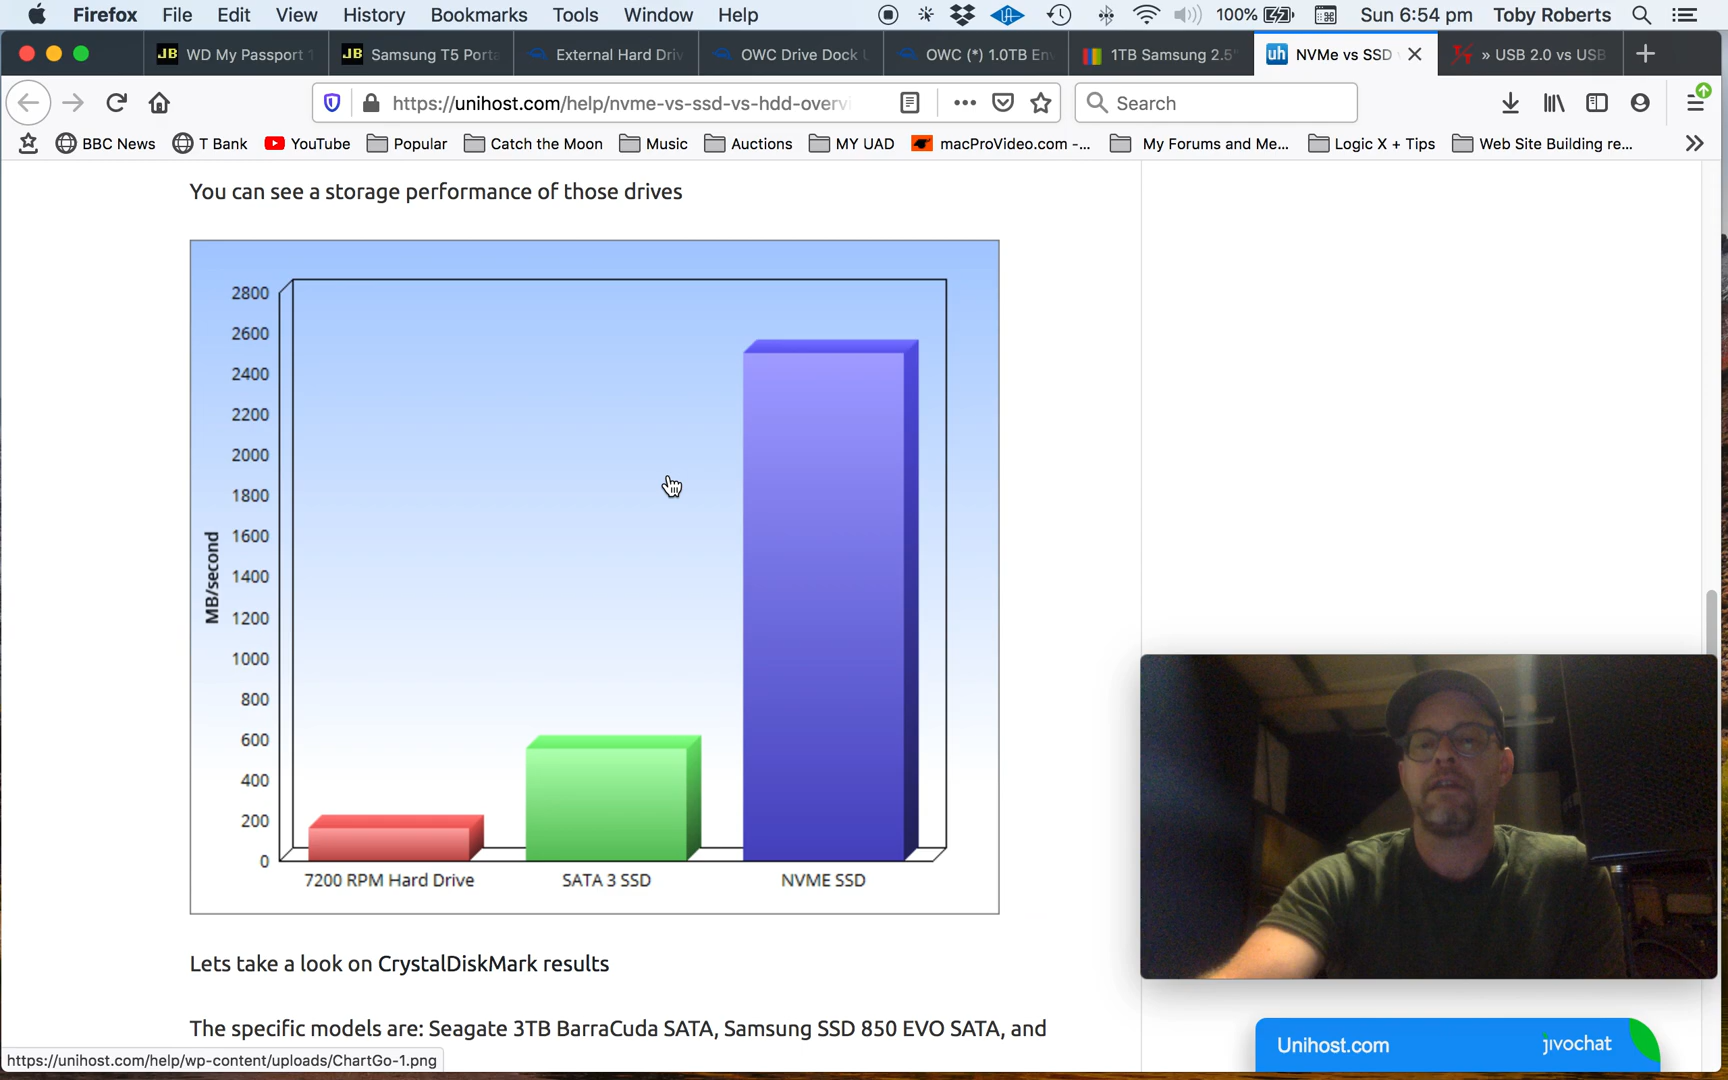 Firefox File Edit View History Bookmarks Tools Window Help 100% Sun 6:54 pm Toby Roberts
JB WD My Passport JB Samsung T5 Porta External Hard Driv OWC Drive Dock OWC (*) 1.0TB Env 1TB Samsung 2.5" uh NVMe vs SSD » USB 2.0 vs USB
https://unihost.com/help/nvme-vs-ssd-vs-hdd-overvi Search
BBC News T Bank YouTube Popular Catch the Moon Music Auctions MY UAD macProVideo.com -... My Forums and Me... Logic X + Tips Web Site Building re...
You can see a storage performance of those drives
2800
2600
2400
2200
2000
1800
1600
1400
1200
1000
800
600
400
200
0
MB/second
7200 RPM Hard Drive SATA 3 SSD NVME SSD
Lets take a look on CrystalDiskMark results
The specific models are: Seagate 3TB BarraCuda SATA, Samsung SSD 850 EVO SATA, and
Unihost.com jivochat
https://unihost.com/help/wp-content/uploads/ChartGo-1.png